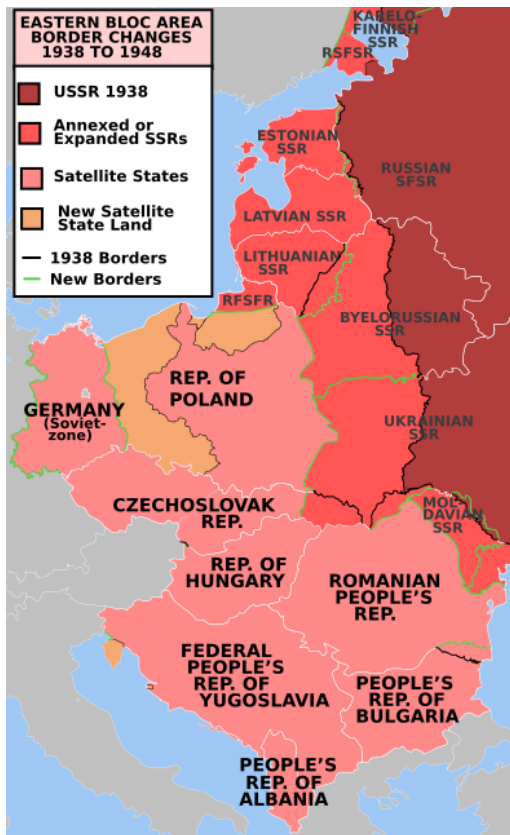 EASTERN BLOC AREA
BORDER CHANGES
1938 TO 1948
USSR 1938
Annexed or
Expanded SSRs
Satellite States
New Satellite
State Land
1938 Borders
New Borders
KARELO-
FINNISH
SSR
RSFSR
ESTONIAN
SSR
RUSSIAN
SFSR
LATVIAN SSR
LITHUANIAN
SSR
RFSFR
BYELORUSSIAN
SSR
REP. OF
POLAND
GERMANY
(Soviet-
zone)
UKRAINIAN
SSR
CZECHOSLOVAK
REP.
MOL-
DAVIAN
SSR
REP. OF
HUNGARY
ROMANIAN
PEOPLE'S
REP.
FEDERAL
PEOPLE'S
REP. OF
YUGOSLAVIA
PEOPLE'S
REP. OF
BULGARIA
PEOPLE'S
REP. OF
ALBANIA